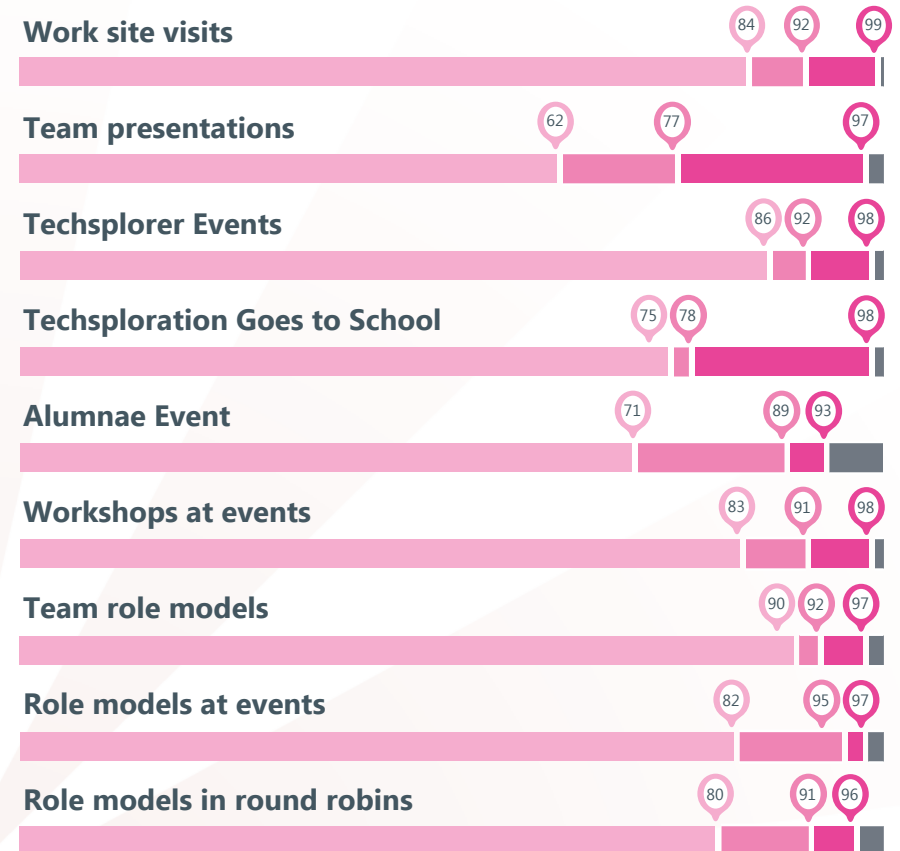 Work site visits
84 92 99
Team presentations
62 77 97
Techsplorer Events
86 92 98
Techsploration Goes to School
75 78 98
Alumnae Event
71 89 93
Workshops at events
83 91 98
Team role models
90 92 97
Role models at events
82 95 97
Role models in round robins
80 91 96